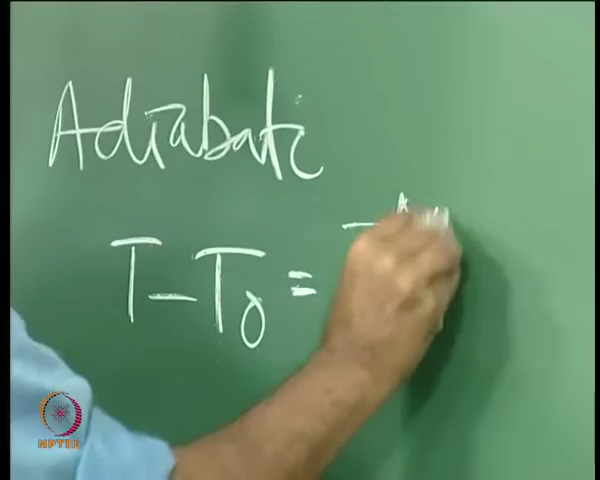 Adiabatic
T - T0 = -
NPTEL